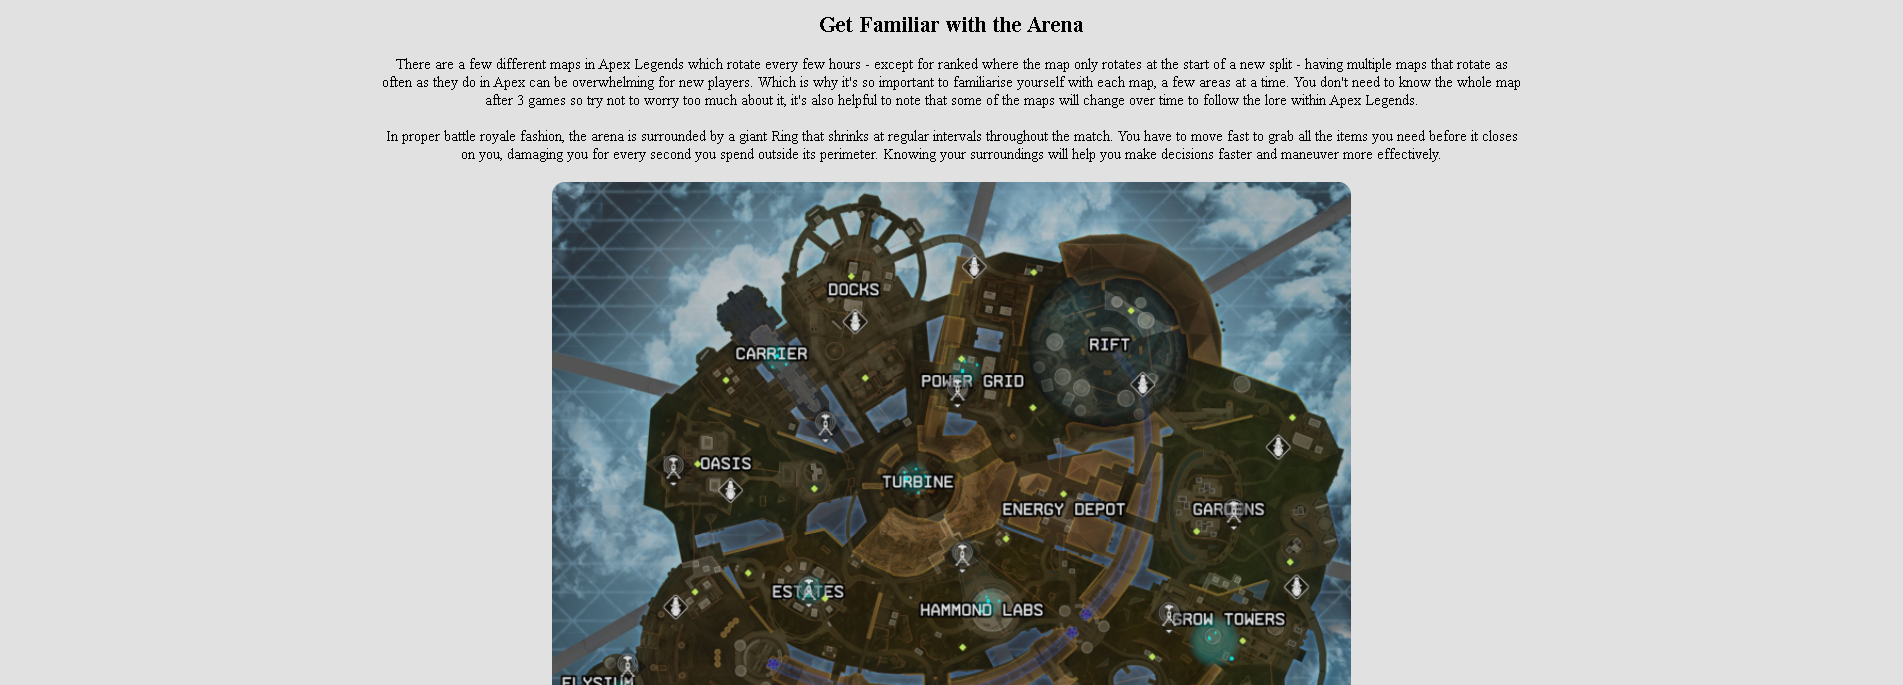 Get Familiar with the Arena
There are a few different maps in Apex Legends which rotate every few hours - except for ranked where the map only rotates at the start of a new split - having multiple maps that rotate as
often as they do in Apex can be overwhelming for new players. Which is why it's so important to familiarise yourself with each map, a few areas at a time. You don't need to know the whole map
after 3 games so try not to worry too much about it, it's also helpful to note that some of the maps will change over time to follow the lore within Apex Legends.
In proper battle royale fashion, the arena is surrounded by a giant Ring that shrinks at regular intervals throughout the match. You have to move fast to grab all the items you need before it closes
on you, damaging you for every second you spend outside its perimeter. Knowing your surroundings will help you make decisions faster and maneuver more effectively.
DOCKS
RIFT
CARRIER
POWER GRID
OASIS
TURBINE
ENERGY DEPOT
GARDENS
ESTATES
HAMMOND LABS
GROW TOWERS
ELYSIUM